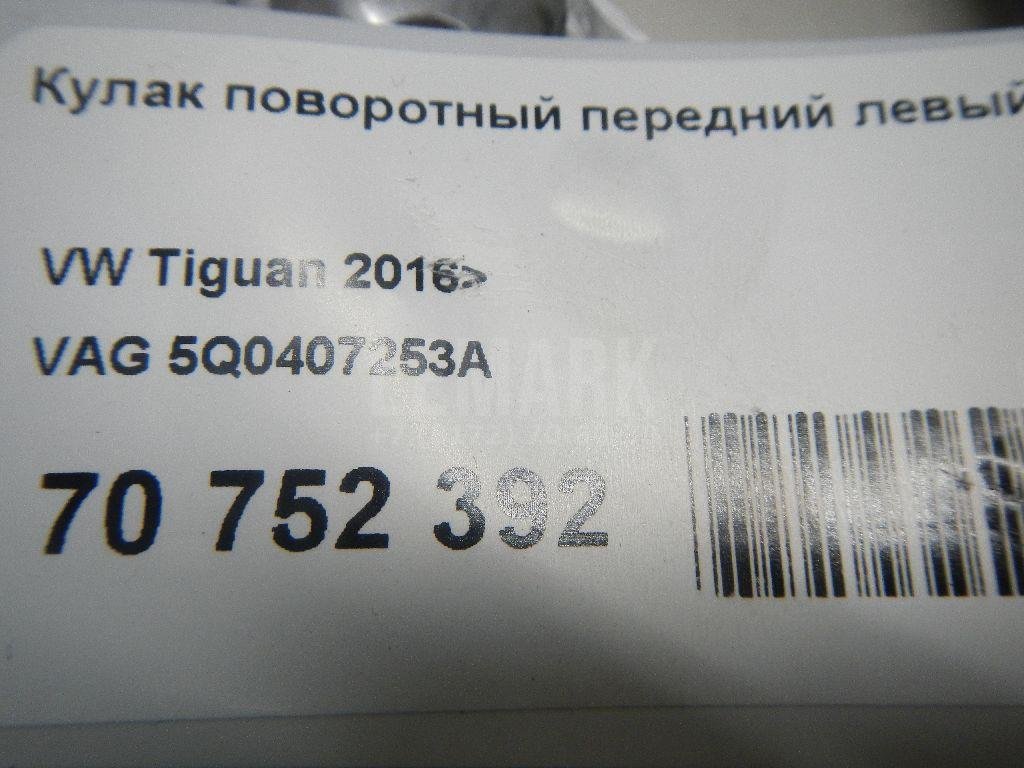 Кулак поворотный передний левый
VW Tiguan 2016>
VAG 5Q0407253A
70 752 392